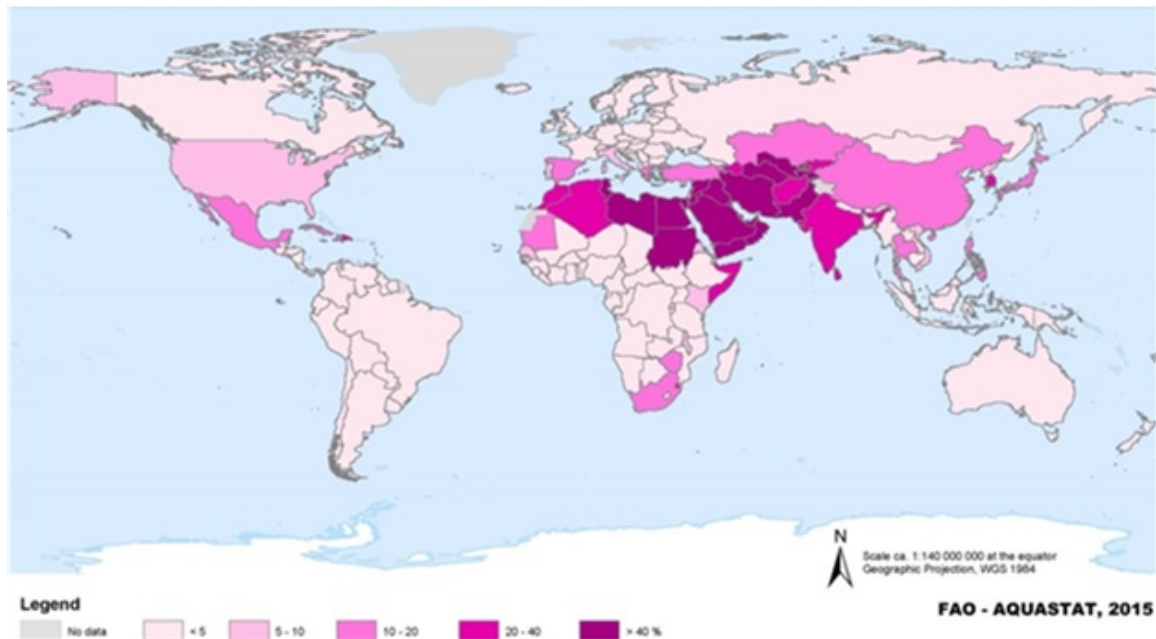 N
Scale ca. 1:140 000 000 at the equator
Geographic Projection, WGS 1984
Legend
FAO - AQUASTAT, 2015
No data
< 5
5 - 10
10 - 20
20 - 40
> 40 %